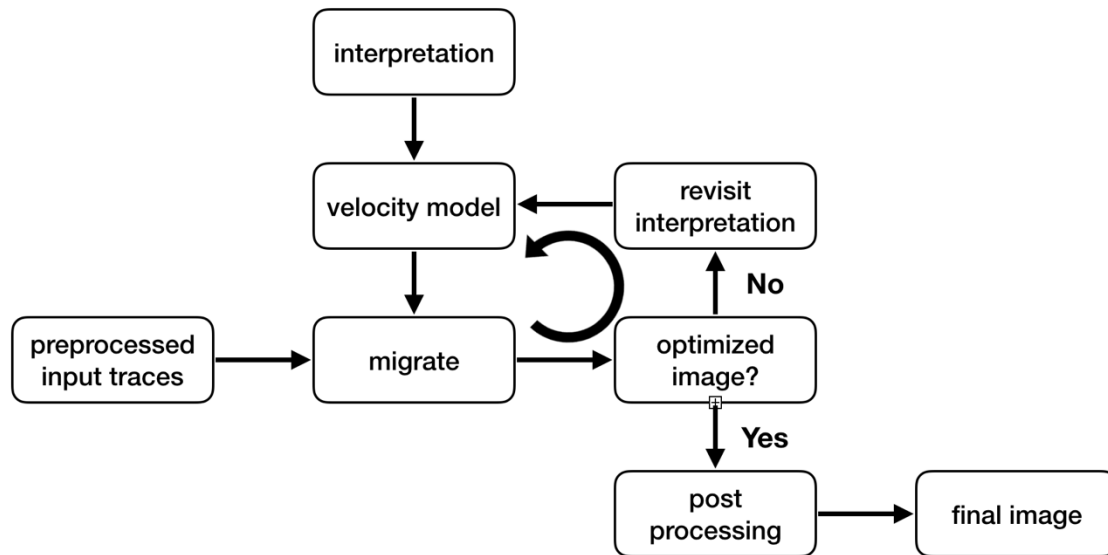 interpretation
velocity model
revisit
interpretation
No
preprocessed
input traces
migrate
optimized
image?
Yes
post
processing
final image